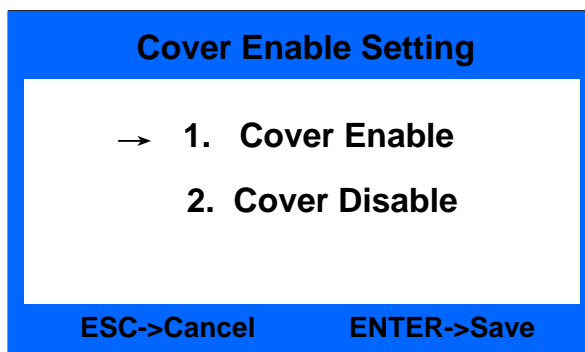 Cover Enable Setting
→ 1. Cover Enable
2. Cover Disable
ESC->Cancel ENTER->Save